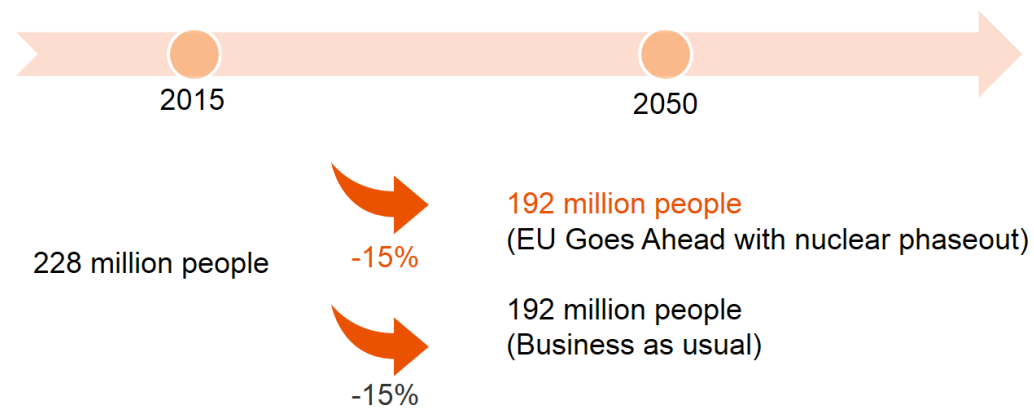 2015
2050
228 million people
-15%
192 million people
(EU Goes Ahead with nuclear phaseout)
-15%
192 million people
(Business as usual)